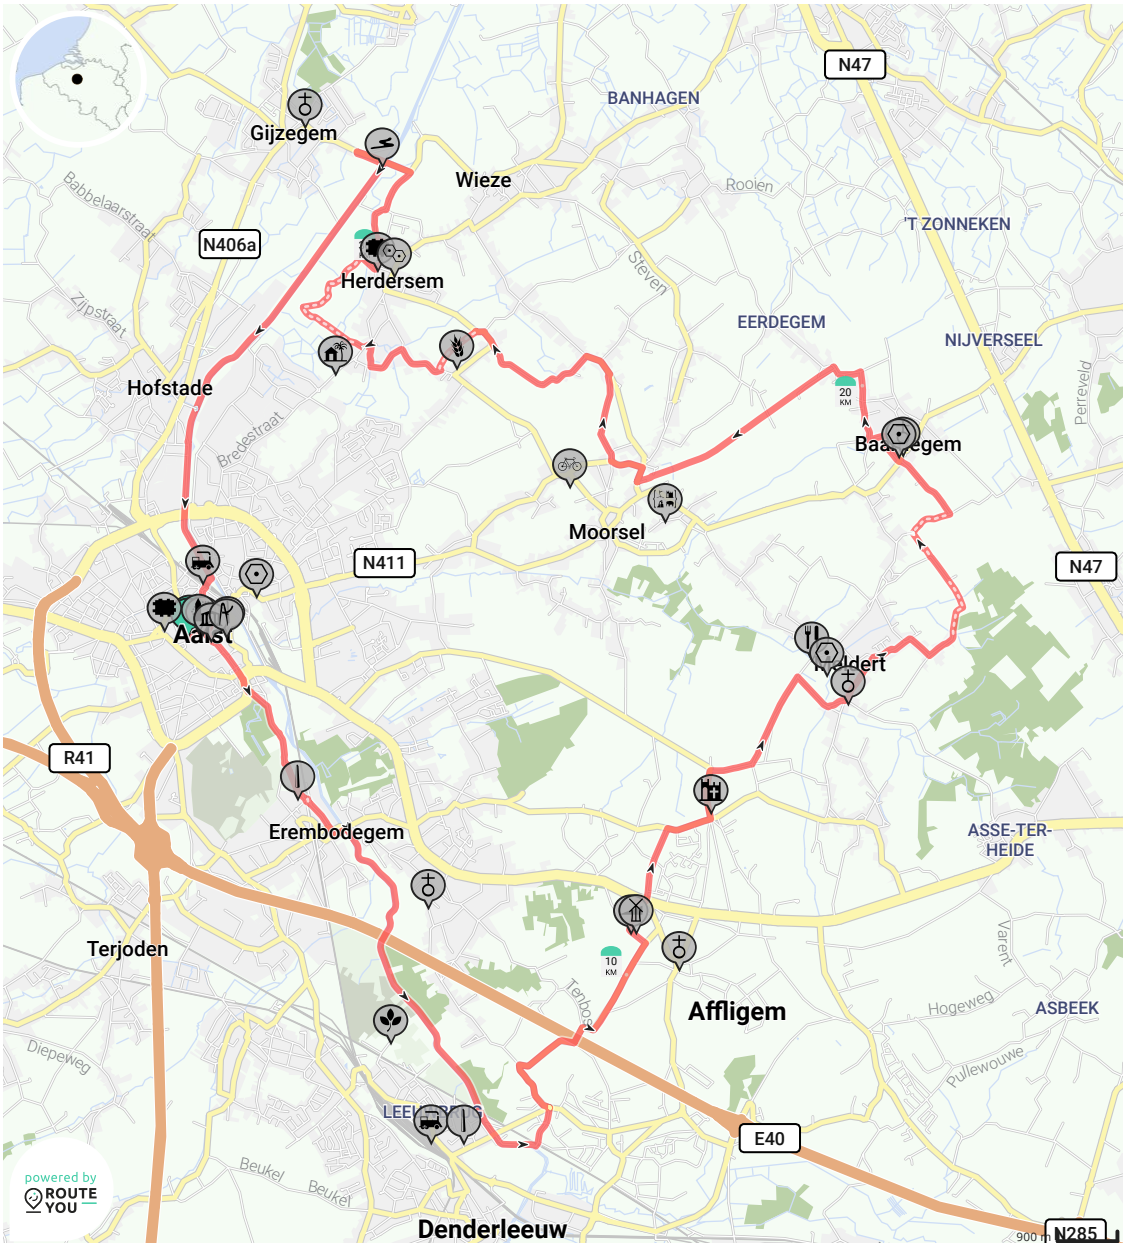 N47
BANHAGEN
Gijzegem
Wieze
Rooien
Babbelaarstraat
'T ZONNEKEN
N406a
Steven
Herdersem
Zijpstraat
EERDEGEM
NIJVERSEEL
Hofstade
20
KM
Perreveld
Bredestraat
Moorsel
N411
N47
Aalst
R41
Erembodegem
ASSE-TER-
HEIDE
Terjoden
10
KM
Varent
Tenbos
Affligem
Hogeweg
ASBEEK
Diepeweg
Pullewouwe
E40
Beukel
Beukel
powered by
ROUTE
YOU
Denderleeuw
900 m
N285